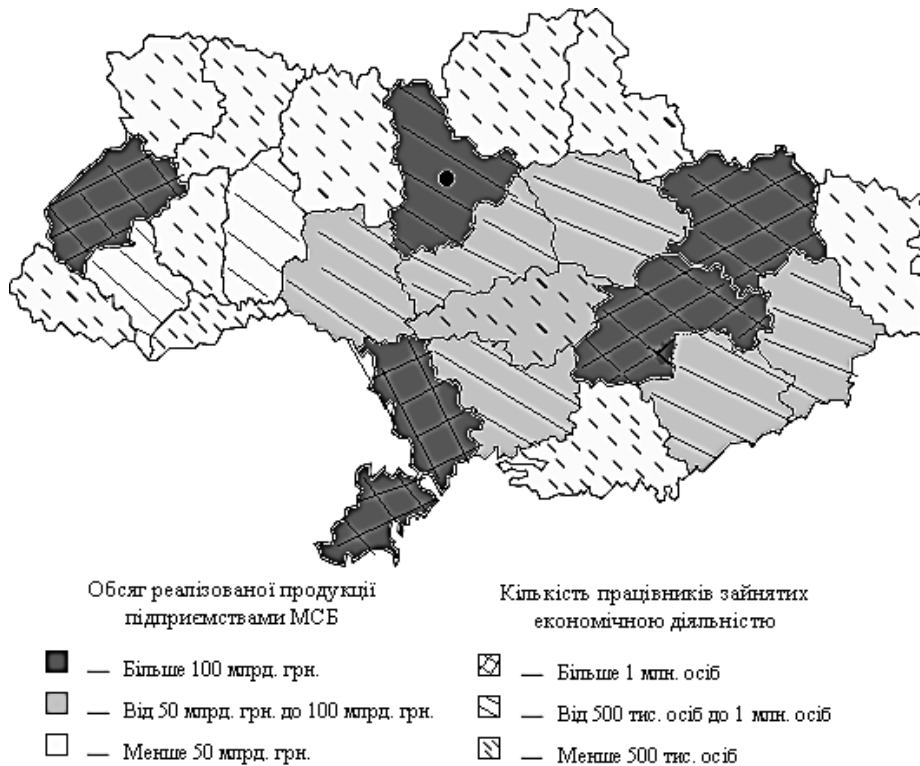 Обсяг реалізованої продукції
підприємствами МСБ
— Більше 100 млрд. грн.
— Від 50 млрд. грн. до 100 млрд. грн.
— Менше 50 млрд. грн.
Кількість працівників зайнятих
економічною діяльністю
— Більше 1 млн. осіб
— Від 500 тис. осіб до 1 млн. осіб
— Менше 500 тис. осіб